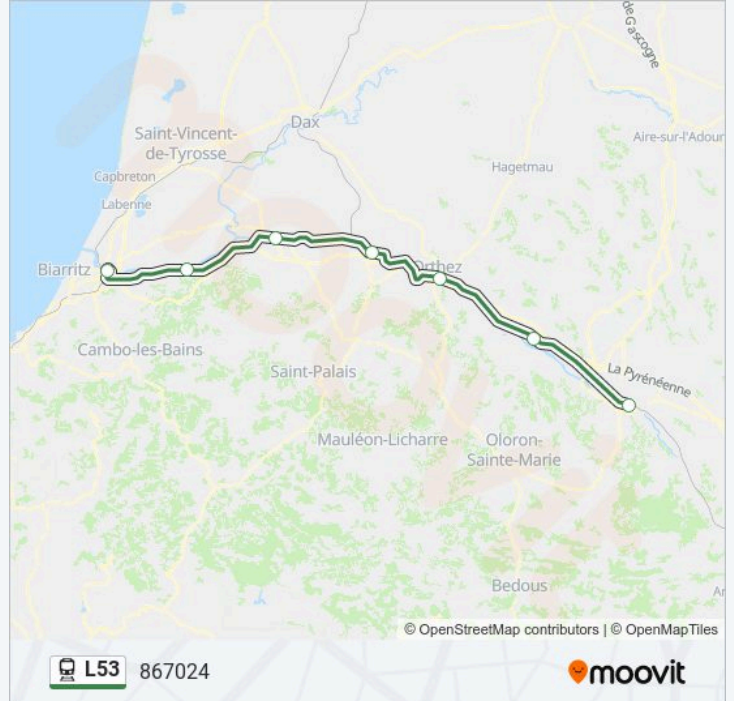 de Gascogne
Dax
Saint-Vincent-
de-Tyrosse
Aire-sur-l'Adour
Hagetmau
Capbreton
Labenne
Biarritz
Orthez
Cambo-les-Bains
La Pyrénéenne
Saint-Palais
Mauléon-Licharre
Oloron-
Sainte-Marie
Bedous
© OpenStreetMap contributors | © OpenMapTiles
L53 867024
moovit